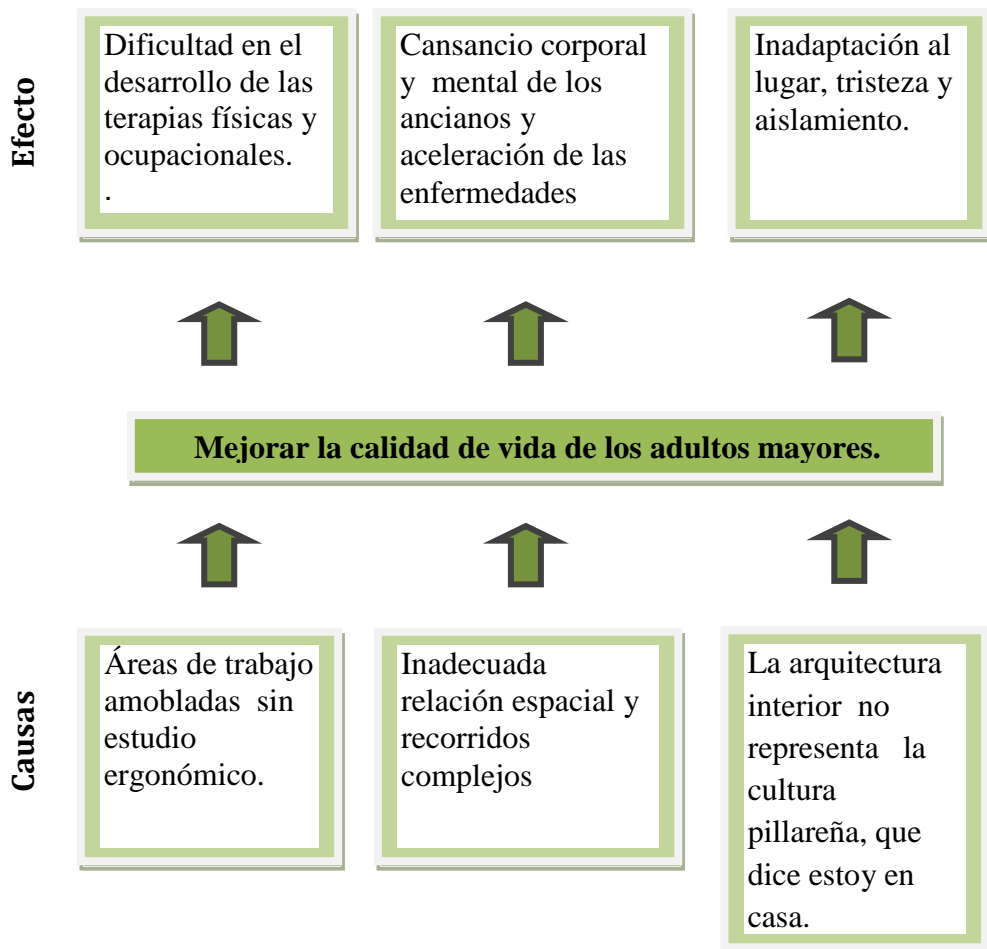 Efecto
Dificultad en el
desarrollo de las
terapias físicas y
ocupacionales.
.
Cansancio corporal
y mental de los
ancianos y
aceleración de las
enfermedades
Inadaptación al
lugar, tristeza y
aislamiento.
Mejorar la calidad de vida de los adultos mayores.
Causas
Áreas de trabajo
amobladas sin
estudio
ergonómico.
Inadecuada
relación espacial y
recorridos
complejos
La arquitectura
interior no
representa la
cultura
pillareña, que
dice estoy en
casa.